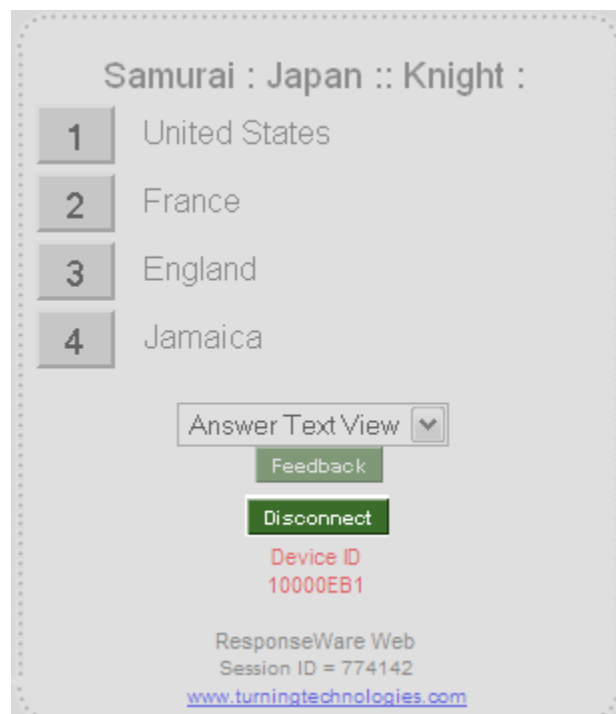 Samurai : Japan :: Knight :
1 United States
2 France
3 England
4 Jamaica
Answer Text View
Feedback
Disconnect
Device ID
10000EB1
ResponseWare Web
Session ID = 774142
www.turningtechnologies.com